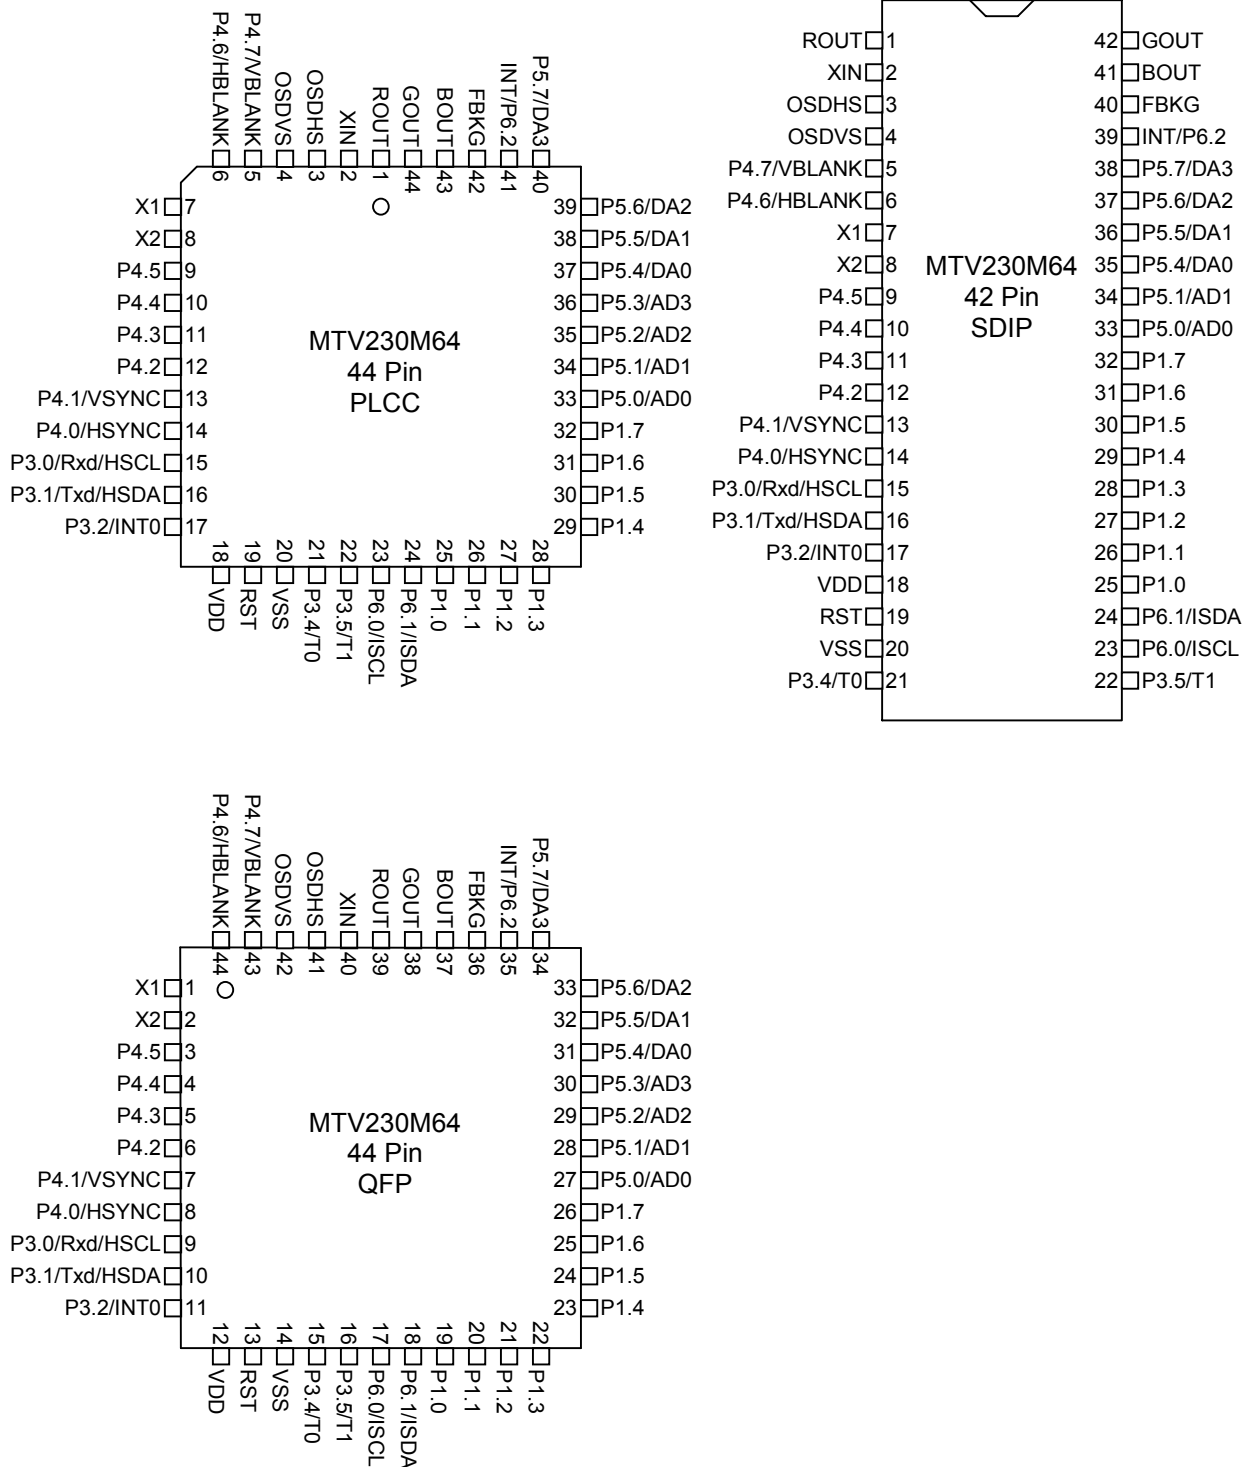 P4.6/HBLANK
P4.7/VBLANK
OSDVS
OSDHS
XIN
ROUT
GOUT
BOUT
FBKG
INT/P6.2
P5.7/DA3
6
5
4
3
2
1
44
43
42
41
40
X1 7
X2 8
P4.5 9
P4.4 10
P4.3 11
P4.2 12
P4.1/VSYNC 13
P4.0/HSYNC 14
P3.0/Rxd/HSCL 15
P3.1/Txd/HSDA 16
P3.2/INT0 17
MTV230M64
44 Pin
PLCC
39 P5.6/DA2
38 P5.5/DA1
37 P5.4/DA0
36 P5.3/AD3
35 P5.2/AD2
34 P5.1/AD1
33 P5.0/AD0
32 P1.7
31 P1.6
30 P1.5
29 P1.4
18
19
20
21
22
23
24
25
26
27
28
VDD
RST
VSS
P3.4/T0
P3.5/T1
P6.0/ISCL
P6.1/ISDA
P1.0
P1.1
P1.2
P1.3
ROUT 1
XIN 2
OSDHS 3
OSDVS 4
P4.7/VBLANK 5
P4.6/HBLANK 6
X1 7
X2 8
P4.5 9
P4.4 10
P4.3 11
P4.2 12
P4.1/VSYNC 13
P4.0/HSYNC 14
P3.0/Rxd/HSCL 15
P3.1/Txd/HSDA 16
P3.2/INT0 17
VDD 18
RST 19
VSS 20
P3.4/T0 21
MTV230M64
42 Pin
SDIP
42 GOUT
41 BOUT
40 FBKG
39 INT/P6.2
38 P5.7/DA3
37 P5.6/DA2
36 P5.5/DA1
35 P5.4/DA0
34 P5.1/AD1
33 P5.0/AD0
32 P1.7
31 P1.6
30 P1.5
29 P1.4
28 P1.3
27 P1.2
26 P1.1
25 P1.0
24 P6.1/ISDA
23 P6.0/ISCL
22 P3.5/T1
P4.6/HBLANK
P4.7/VBLANK
OSDVS
OSDHS
XIN
ROUT
GOUT
BOUT
FBKG
INT/P6.2
P5.7/DA3
44
43
42
41
40
39
38
37
36
35
34
X1 1
X2 2
P4.5 3
P4.4 4
P4.3 5
P4.2 6
P4.1/VSYNC 7
P4.0/HSYNC 8
P3.0/Rxd/HSCL 9
P3.1/Txd/HSDA 10
P3.2/INT0 11
MTV230M64
44 Pin
QFP
33 P5.6/DA2
32 P5.5/DA1
31 P5.4/DA0
30 P5.3/AD3
29 P5.2/AD2
28 P5.1/AD1
27 P5.0/AD0
26 P1.7
25 P1.6
24 P1.5
23 P1.4
12
13
14
15
16
17
18
19
20
21
22
VDD
RST
VSS
P3.4/T0
P3.5/T1
P6.0/ISCL
P6.1/ISDA
P1.0
P1.1
P1.2
P1.3